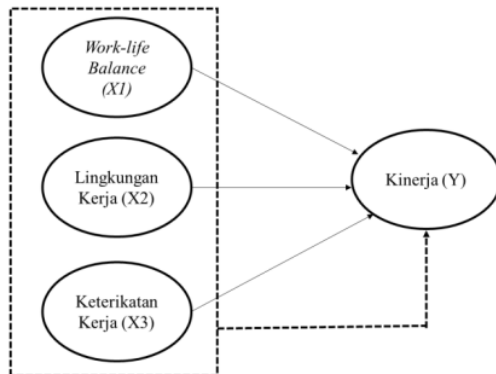 Work-life
Balance
(X1)
Lingkungan
Kerja (X2)
Keterikatan
Kerja (X3)
Kinerja (Y)